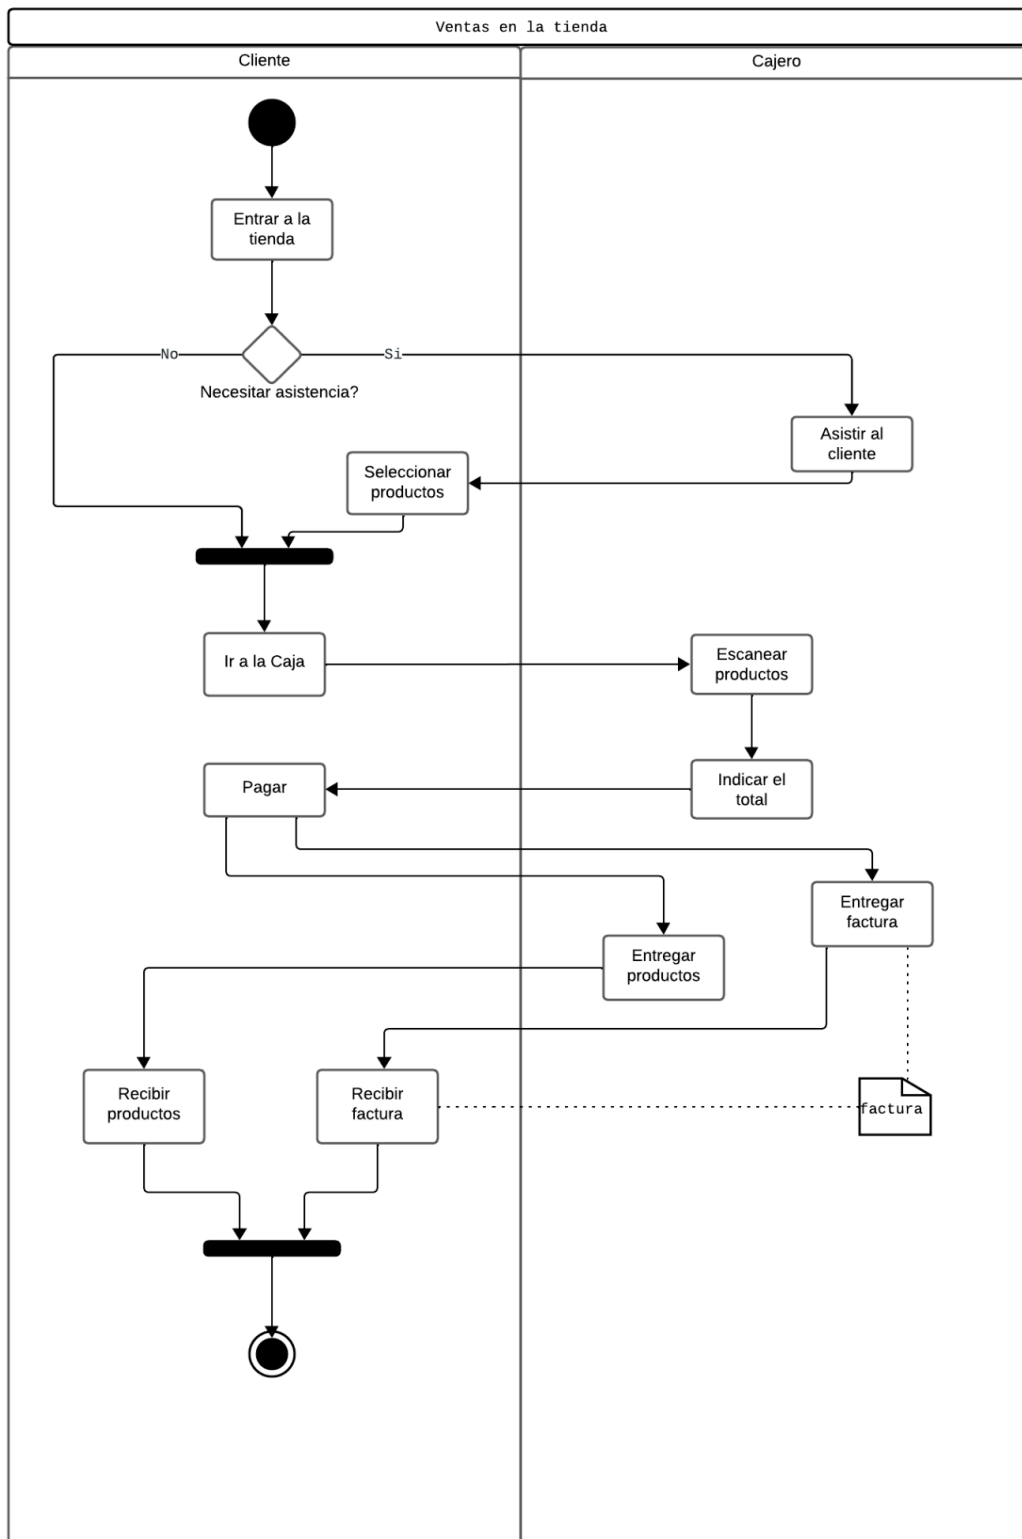 Ventas en la tienda
Cliente
Cajero
Entrar a la
tienda
No
Si
Necesitar asistencia?
Asistir al
cliente
Seleccionar
productos
Ir a la Caja
Escanear
productos
Pagar
Indicar el
total
Entregar
factura
Entregar
productos
Recibir
productos
Recibir
factura
factura